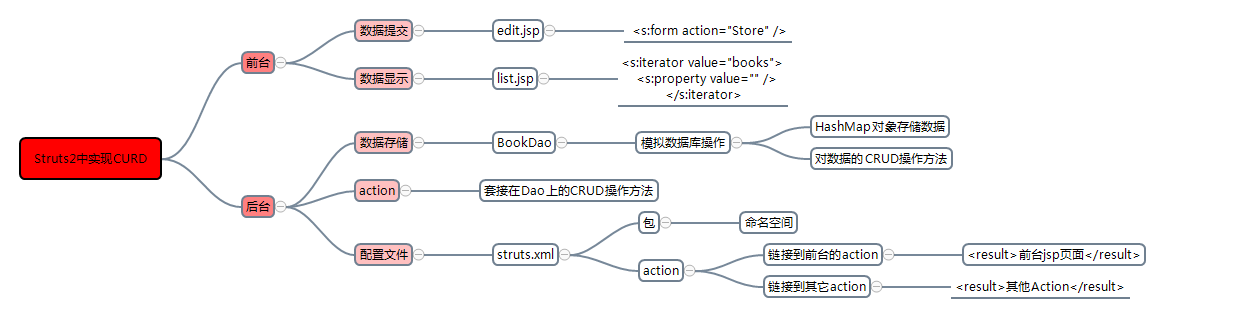 Struts2中实现CURD
前台
数据提交
edit.jsp
<s:form action="Store" />
数据显示
list.jsp
<s:iterator value="books">
<s:property value="" />
</s:iterator>
后台
数据存储
BookDao
模拟数据库操作
HashMap对象存储数据
对数据的CRUD操作方法
action
套接在Dao上的CRUD操作方法
配置文件
struts.xml
包
命名空间
action
链接到前台的action
<result>前台jsp页面</result>
链接到其它action
<result>其他Action</result>